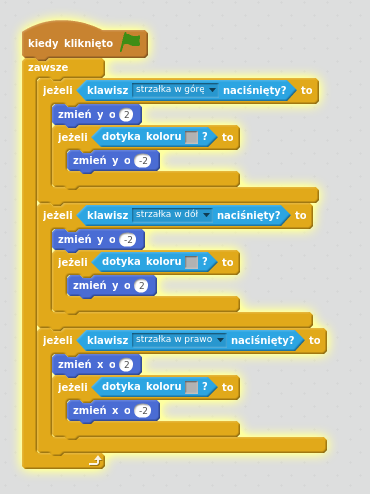 kiedy kliknięto
zawsze
jeżeli klawisz strzałka w górę naciśnięty? to
zmień y o 2
jeżeli dotyka koloru ? to
zmień y o -2
jeżeli klawisz strzałka w dół naciśnięty? to
zmień y o -2
jeżeli dotyka koloru ? to
zmień y o 2
jeżeli klawisz strzałka w prawo naciśnięty? to
zmień x o 2
jeżeli dotyka koloru ? to
zmień x o -2